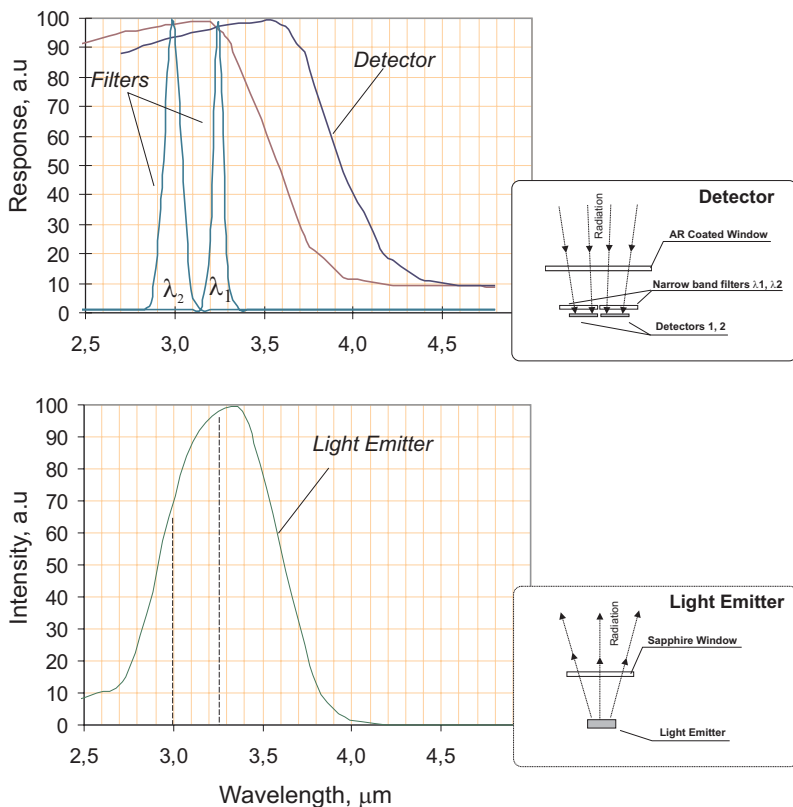 Response, a.u
100
90
80
70
60
50
40
30
20
10
0
Filters
Detector
λ2
λ1
2,5
3,0
3,5
4,0
4,5
Detector
Radiation
AR Coated Window
Narrow band filters λ1, λ2
Detectors 1, 2
Intensity, a.u
100
90
80
70
60
50
40
30
20
10
0
Light Emitter
2,5
3,0
3,5
4,0
4,5
Wavelength, µm
Light Emitter
Radiation
Sapphire Window
Light Emitter